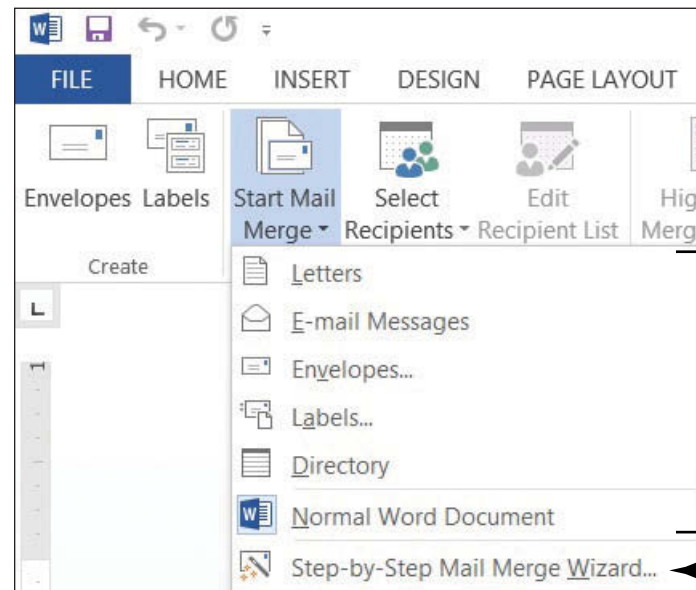 FILE HOME INSERT DESIGN PAGE LAYOUT
Envelopes Labels Start Mail Merge Select Recipients Edit Recipient List
Create
Letters
E-mail Messages
Envelopes...
Labels...
Directory
Normal Word Document
Step-by-Step Mail Merge Wizard...
1